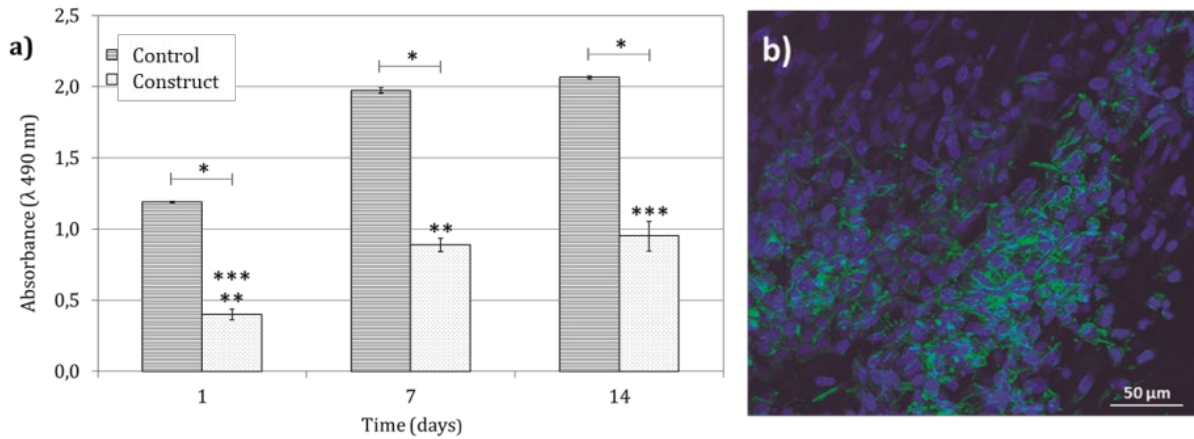 a)
2,5
2,0
1,5
1,0
0,5
0,0
Absorbance (λ 490 nm)
Control
Construct
*
*
*
***
**
**
***
1 7 14
Time (days)
b)
50 µm